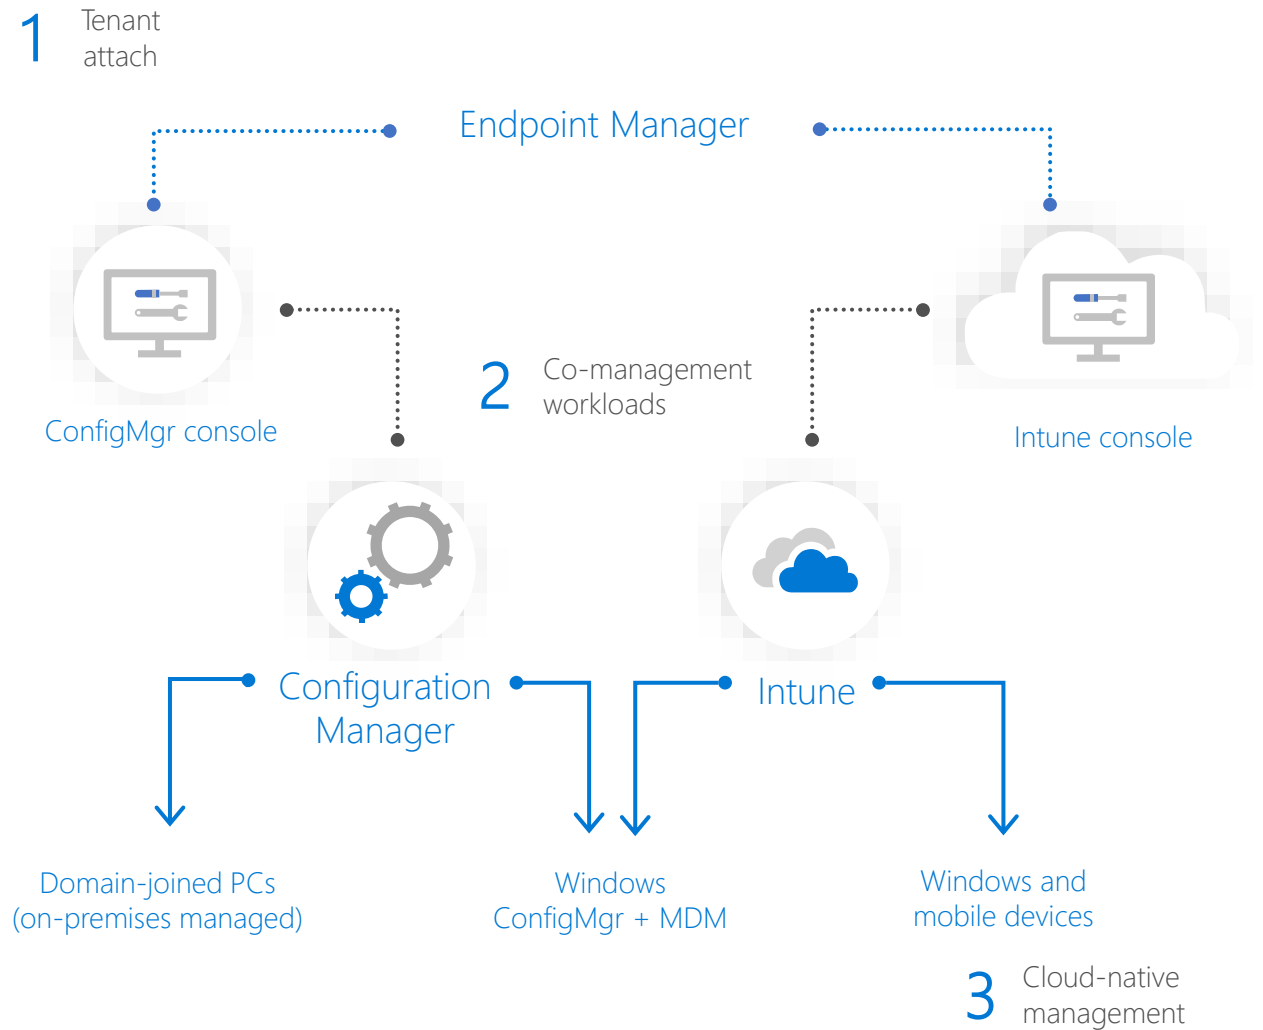 1
Tenant
attach
Endpoint Manager
ConfigMgr console
2
Co-management
workloads
Intune console
Configuration
Manager
Intune
Domain-joined PCs
(on-premises managed)
Windows
ConfigMgr + MDM
Windows and
mobile devices
3
Cloud-native
management